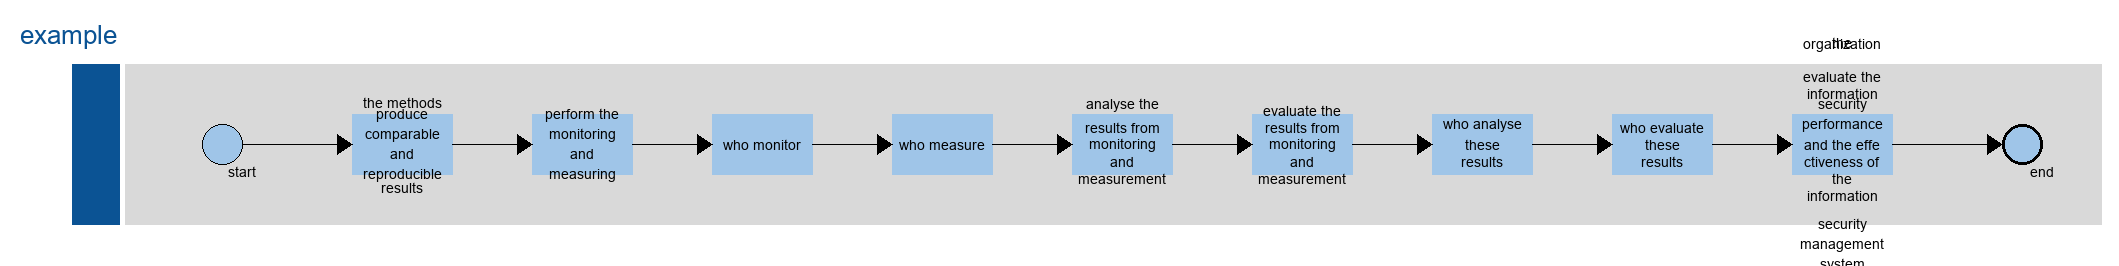 example
start
the methods
produce
comparable
and
reproducible
results
perform the
monitoring
and
measuring
who monitor
who measure
analyse the
results from
monitoring
and
measurement
evaluate the
results from
monitoring
and
measurement
who analyse
these
results
who evaluate
these
results
the
organization
evaluate the
information
security
performance
and the effe
ctiveness of
the
information
security
management
system
end